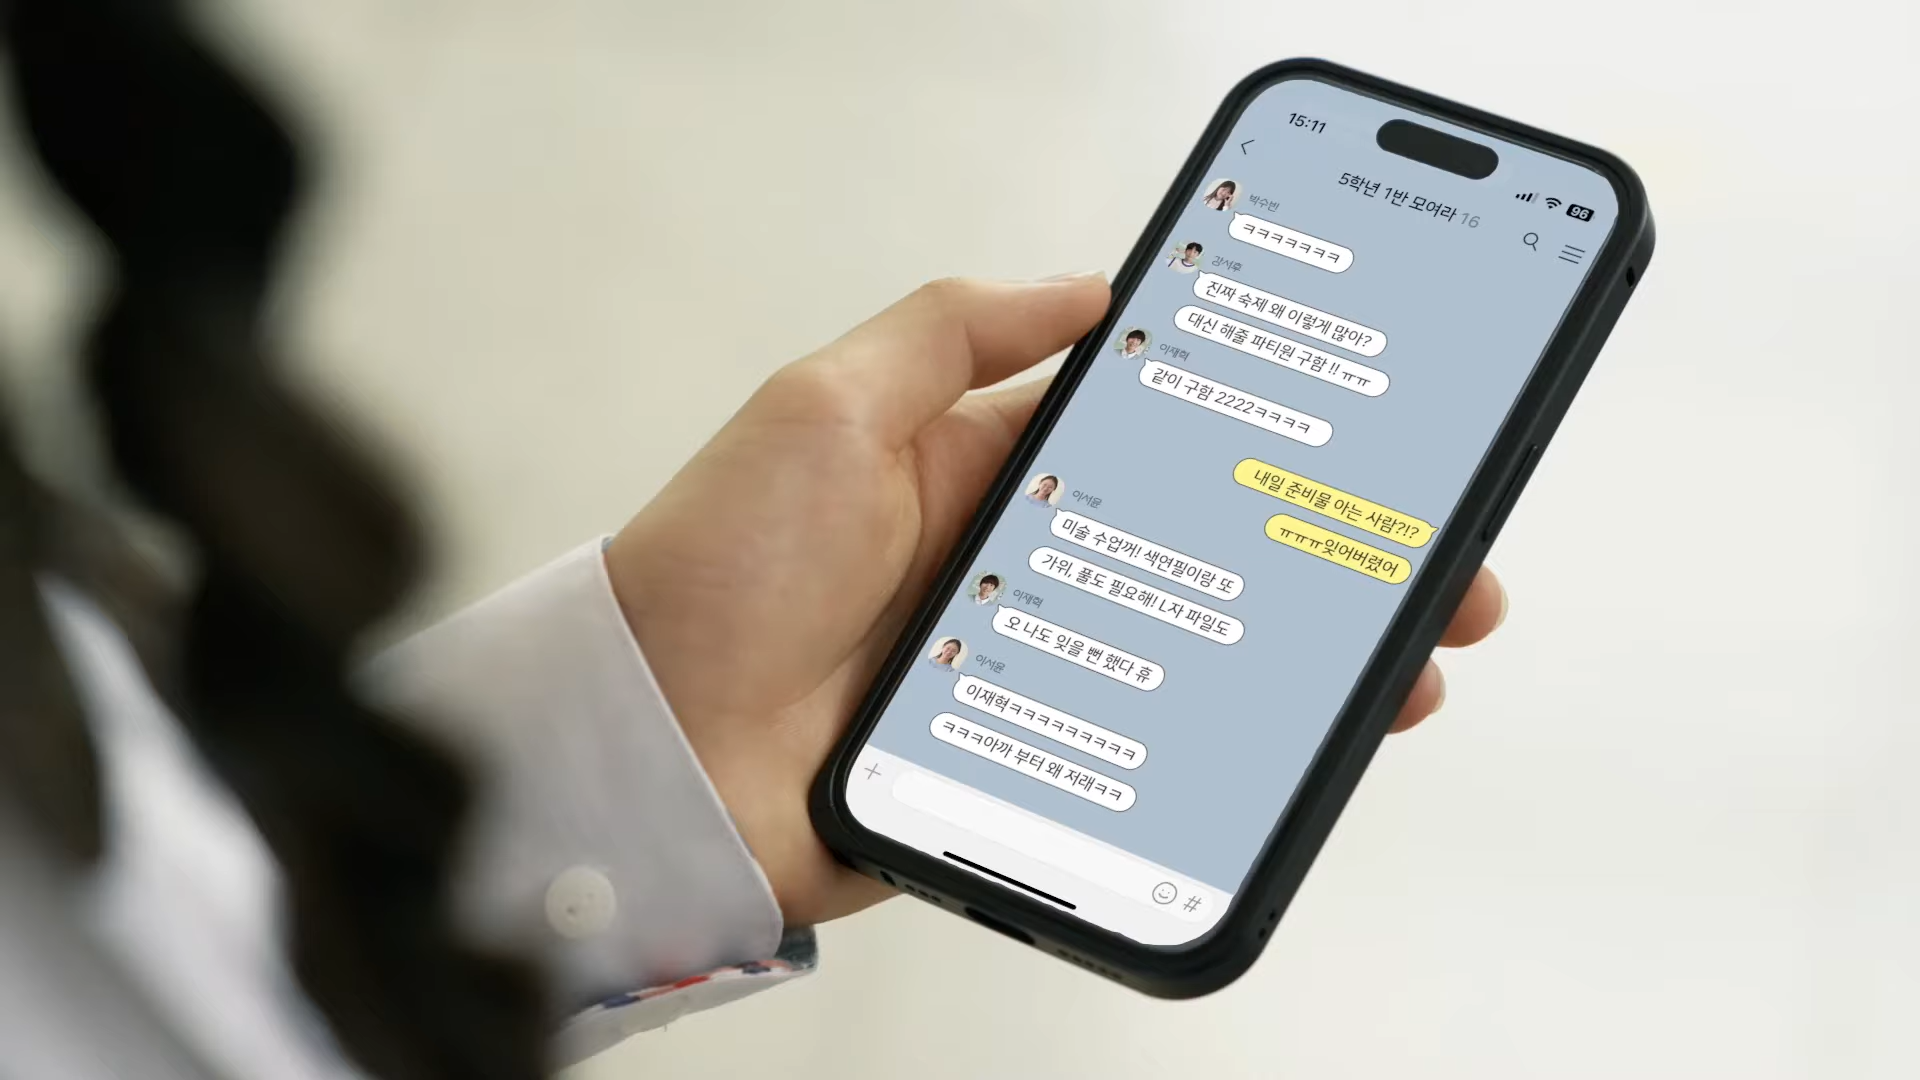 15:11
96
5학년 1반 모여라 16
박수빈
ㅋㅋㅋㅋㅋㅋㅋ
강서후
진짜 숙제 왜 이렇게 많아?
대신 해줄 파티원 구함 !! ㅠㅠ
이재혁
같이 구함 2222ㅋㅋㅋㅋ
내일 준비물 아는 사람?!?
ㅠㅠㅠ잊어버렸어
이서윤
미술 수업꺼! 색연필이랑 또
가위, 풀도 필요해! L자 파일도
이재혁
오 나도 잊을 뻔 했다 휴
이서윤
이재혁ㅋㅋㅋㅋㅋㅋㅋㅋㅋ
ㅋㅋㅋ아까 부터 왜 저래ㅋㅋ
#